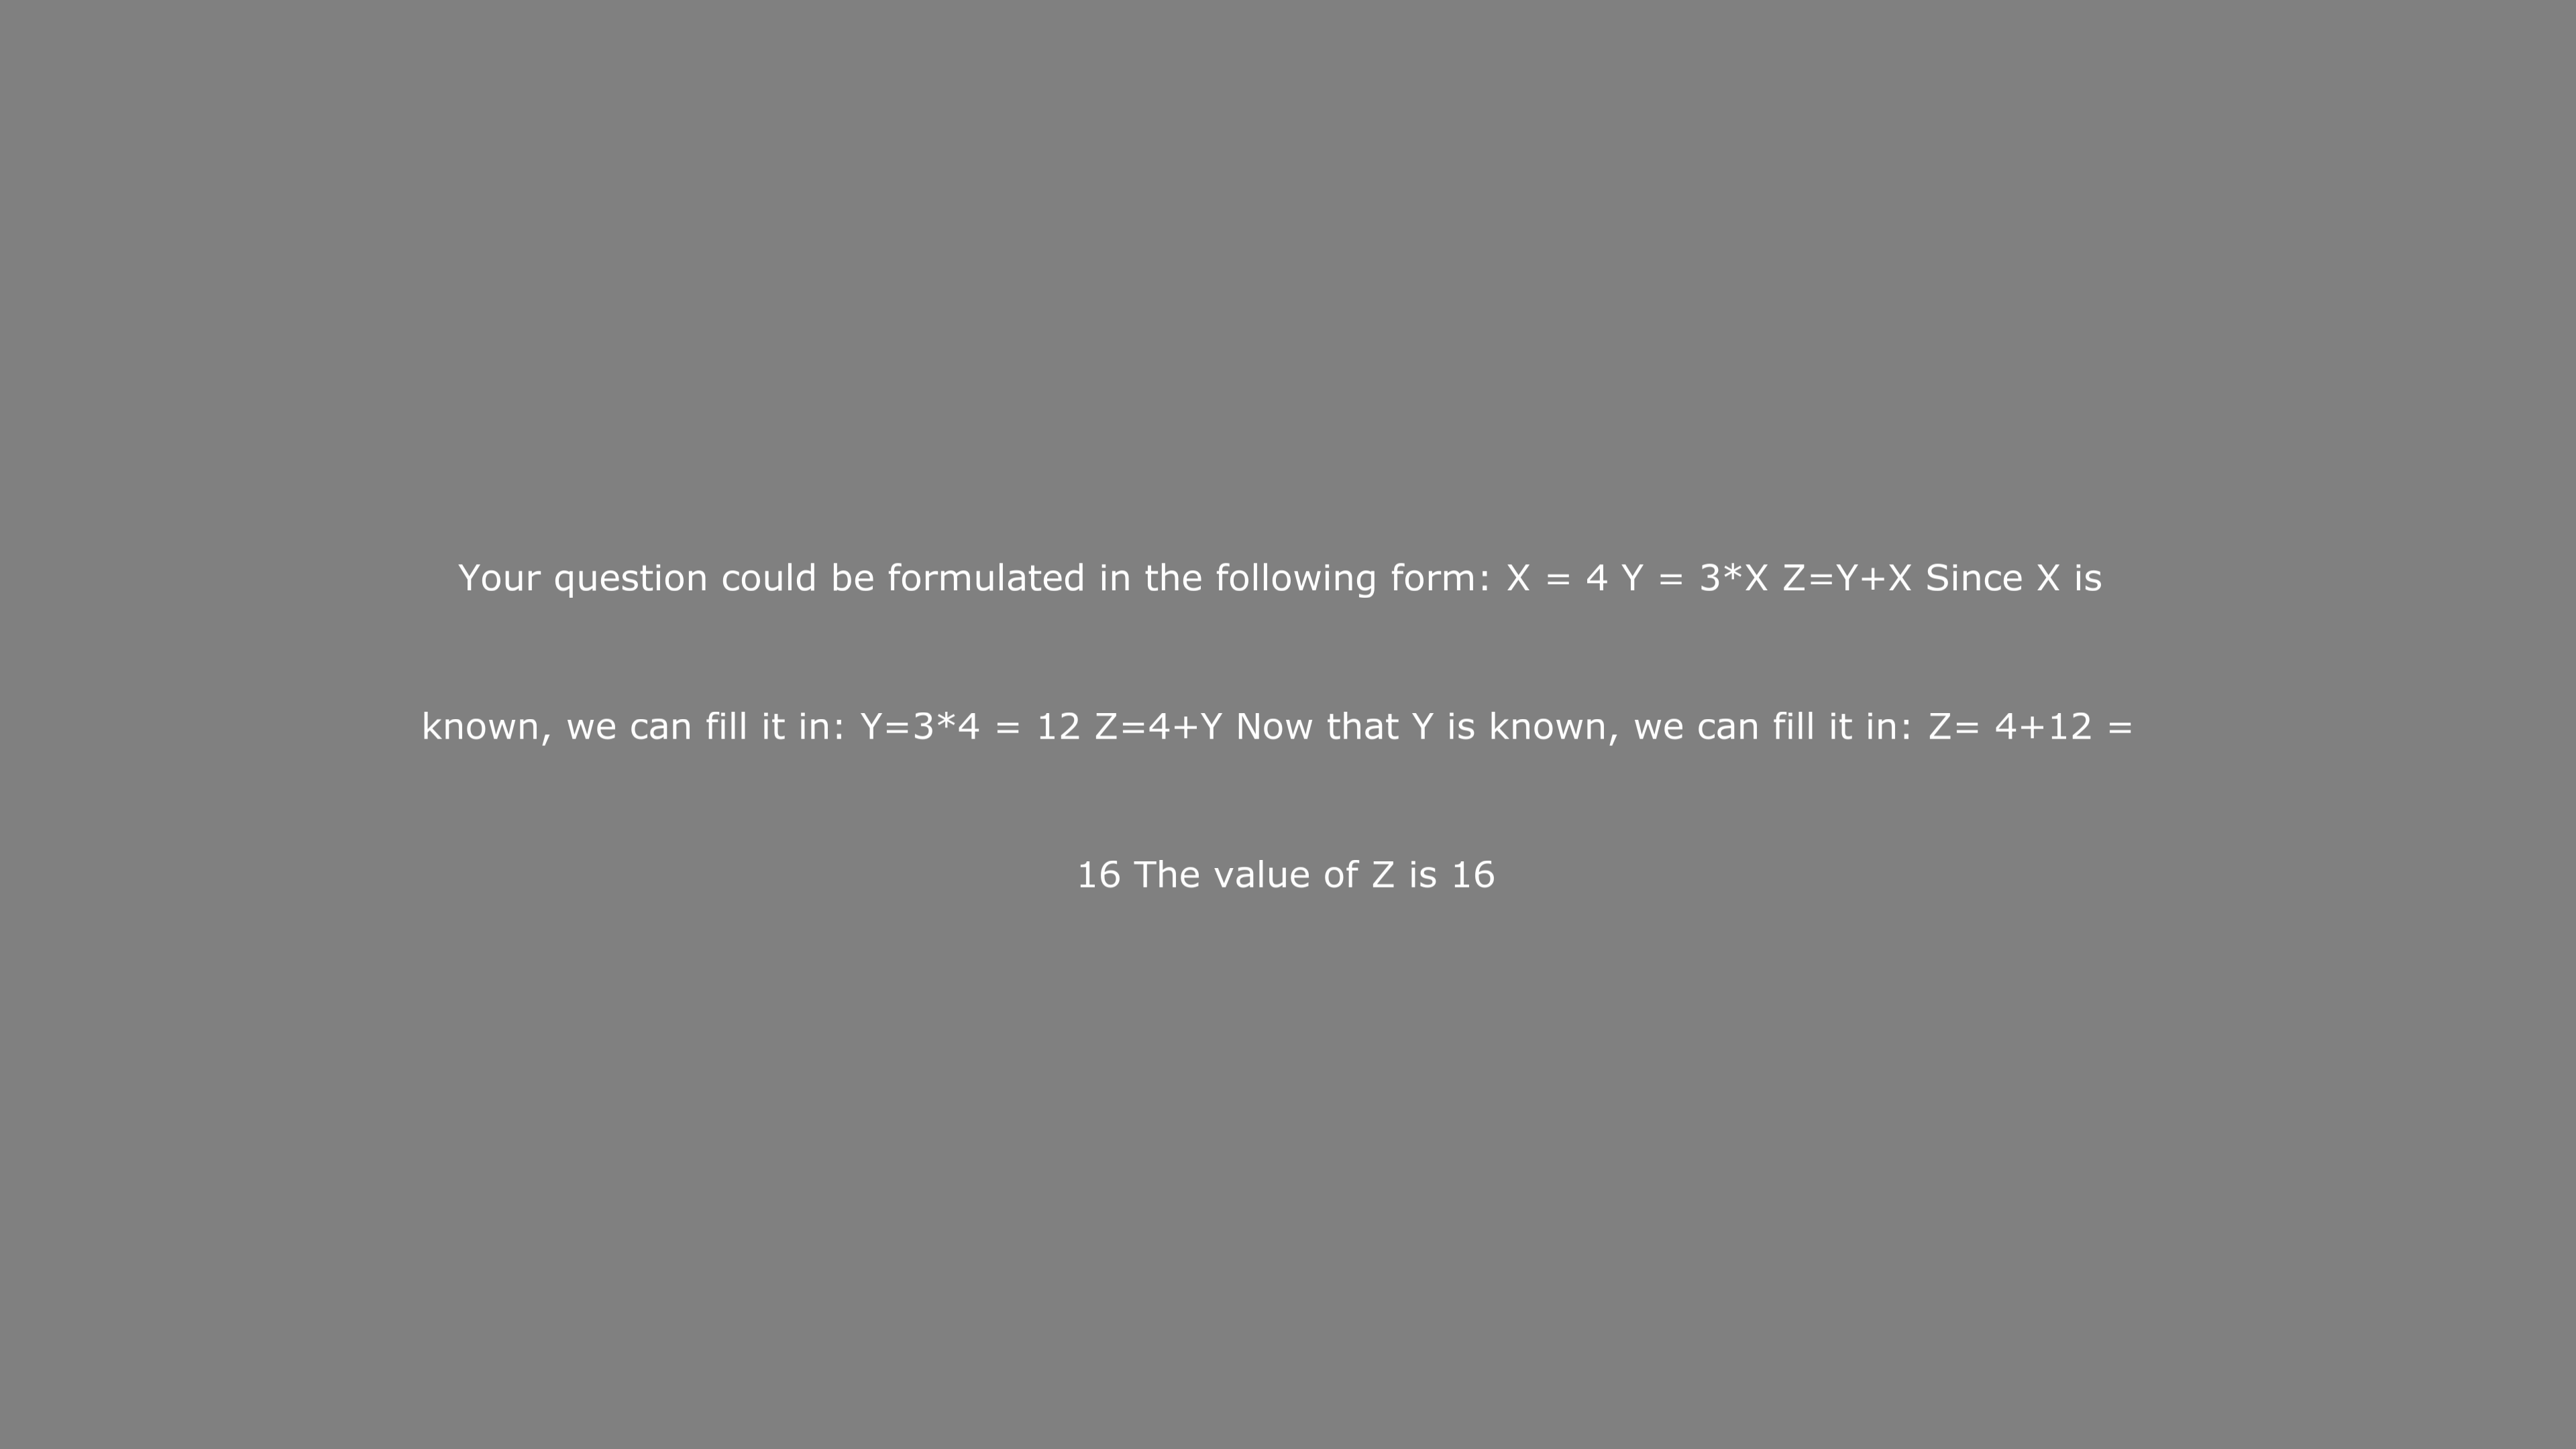 Your question could be formulated in the following form: X = 4 Y = 3*X Z=Y+X Since X is
known, we can fill it in: Y=3*4 = 12 Z=4+Y Now that Y is known, we can fill it in: Z= 4+12 =
16 The value of Z is 16